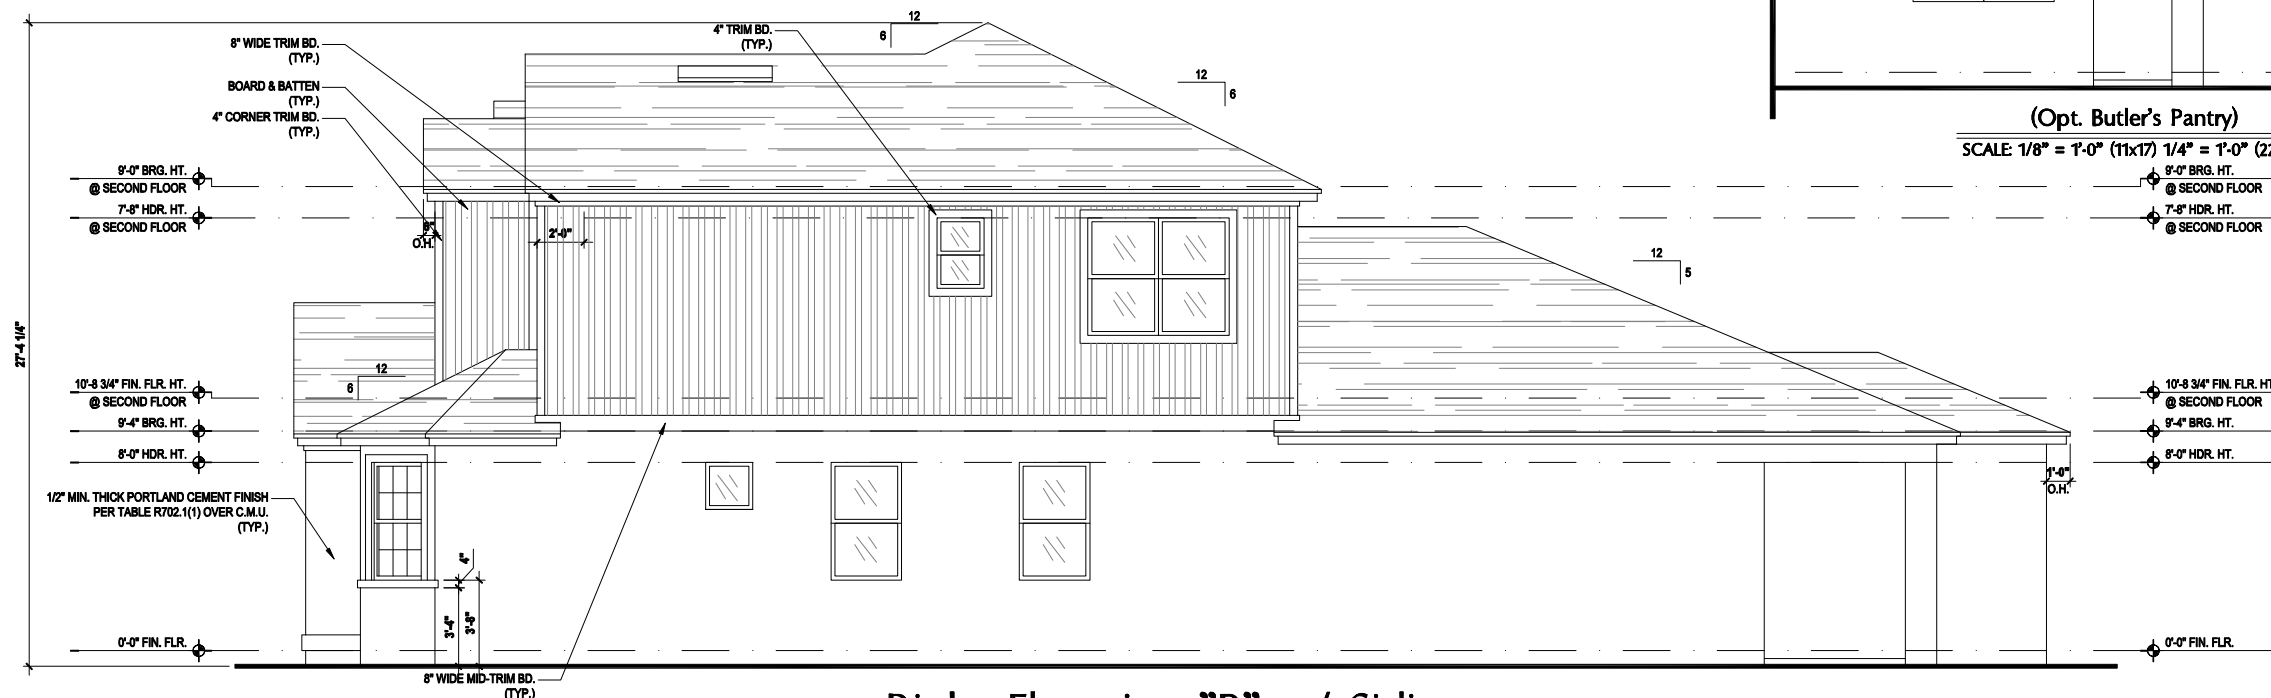 12
6
4" TRIM BD.
(TYP.)
8" WIDE TRIM BD.
(TYP.)
12
6
BOARD & BATTEN
(TYP.)
4" CORNER TRIM BD.
(TYP.)
(Opt. Butler's Pantry)
SCALE: 1/8" = 1'-0" (11x17) 1/4" = 1'-0"
9'-0" BRG. HT.
@ SECOND FLOOR
9'-0" BRG. HT.
@ SECOND FLOOR
7'-8" HDR. HT.
@ SECOND FLOOR
7'-8" HDR. HT.
@ SECOND FLOOR
8"
O.H.
2'-0"
12
5
27'-4 1/4"
12
6
10'-8 3/4" FIN. FLR. HT.
@ SECOND FLOOR
10'-8 3/4" FIN. FLR. HT
@ SECOND FLOOR
9'-4" BRG. HT.
9'-4" BRG. HT.
8'-0" HDR. HT.
8'-0" HDR. HT.
1'-0"
O.H.
1/2" MIN. THICK PORTLAND CEMENT FINISH
PER TABLE R702.1(1) OVER C.M.U.
(TYP.)
4"
3'-4"
3'-8"
0'-0" FIN. FLR.
0'-0" FIN. FLR.
8" WIDE MID-TRIM BD.
(TYP.)